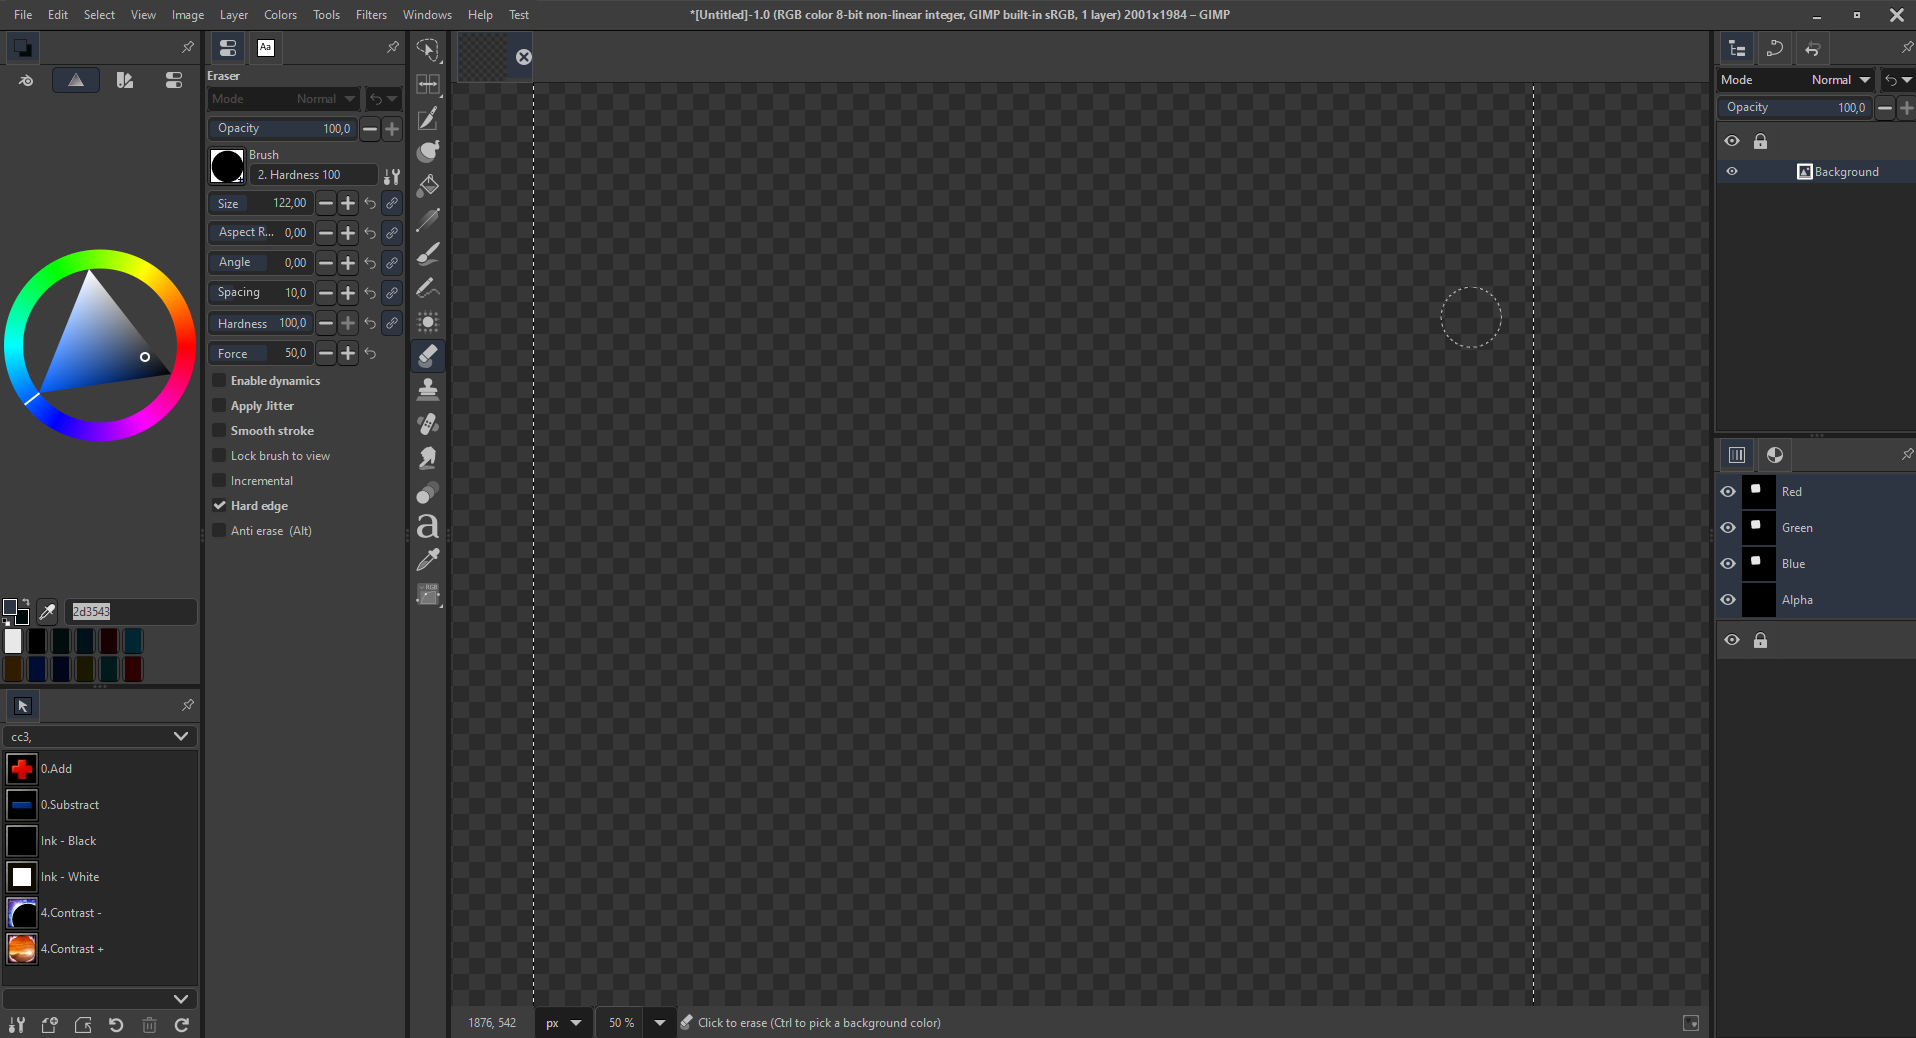 File Edit Select View Image Layer Colors Tools Filters Windows Help Test
*[Untitled]-1.0 (RGB color 8-bit non-linear integer, GIMP built-in sRGB, 1 layer) 2001x1984 – GIMP
Aa
Eraser
Mode Normal
Opacity 100,0
Brush
2. Hardness 100
Size 122,00
Aspect R... 0,00
Angle 0,00
Spacing 10,0
Hardness 100,0
Force 50,0
Enable dynamics
Apply Jitter
Smooth stroke
Lock brush to view
Incremental
Hard edge
Anti erase (Alt)
2d3543
cc3,
0.Add
0.Substract
Ink - Black
Ink - White
4.Contrast -
4.Contrast +
a
RGB
1876, 542
px
50 %
Click to erase (Ctrl to pick a background color)
Mode Normal
Opacity 100,0
Background
Red
Green
Blue
Alpha